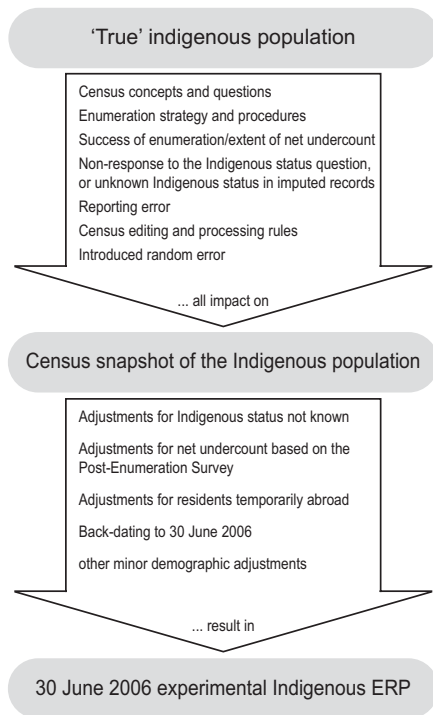 ‘True’ indigenous population
Census concepts and questions
Enumeration strategy and procedures
Success of enumeration/extent of net undercount
Non-response to the Indigenous status question,
or unknown Indigenous status in imputed records
Reporting error
Census editing and processing rules
Introduced random error
... all impact on
Census snapshot of the Indigenous population
Adjustments for Indigenous status not known
Adjustments for net undercount based on the
Post-Enumeration Survey
Adjustments for residents temporarily abroad
Back-dating to 30 June 2006
other minor demographic adjustments
... result in
30 June 2006 experimental Indigenous ERP